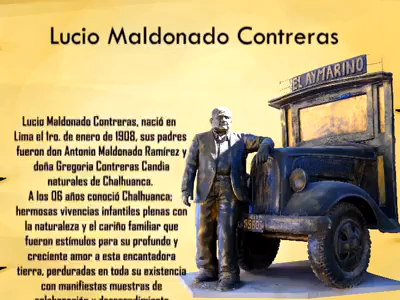 Lucio Maldonado Contreras
EL AYMARINO
Lucio Maldonado Contreras, nació en
Lima el 1ro. de enero de 1908, sus padres
fueron don Antonio Maldonado Ramírez y
doña Gregoria Contreras Candia
naturales de Chalhuanca.
A los 06 años conoció Chalhuanca;
hermosas vivencias infantiles plenas con
la naturaleza y el cariño familiar que
fueron estímulos para su profundo y
creciente amor a esta encantadora
tierra, perduradas en toda su existencia
con manifiestas muestras de